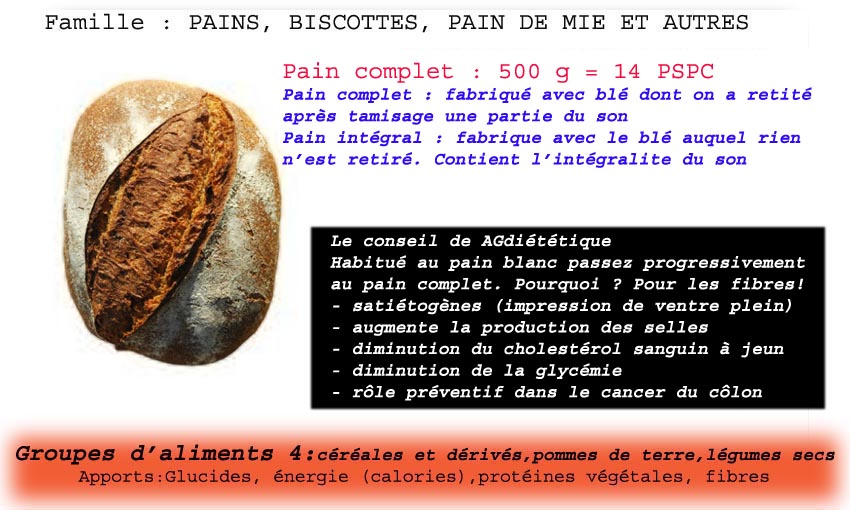 Famille : PAINS, BISCOTTES, PAIN DE MIE ET AUTRES
Pain complet : 500 g = 14 PSPC
Pain complet : fabriqué avec blé dont on a retité
après tamisage une partie du son
Pain intégral : fabrique avec le blé auquel rien
n’est retiré. Contient l’intégralite du son
Le conseil de AGdiététique
Habitué au pain blanc passez progressivement
au pain complet. Pourquoi ? Pour les fibres!
- satiétogènes (impression de ventre plein)
- augmente la production des selles
- diminution du cholestérol sanguin à jeun
- diminution de la glycémie
- rôle préventif dans le cancer du côlon
Groupes d’aliments 4:céréales et dérivés,pommes de terre,légumes secs
Apports:Glucides, énergie (calories),protéines végétales, fibres